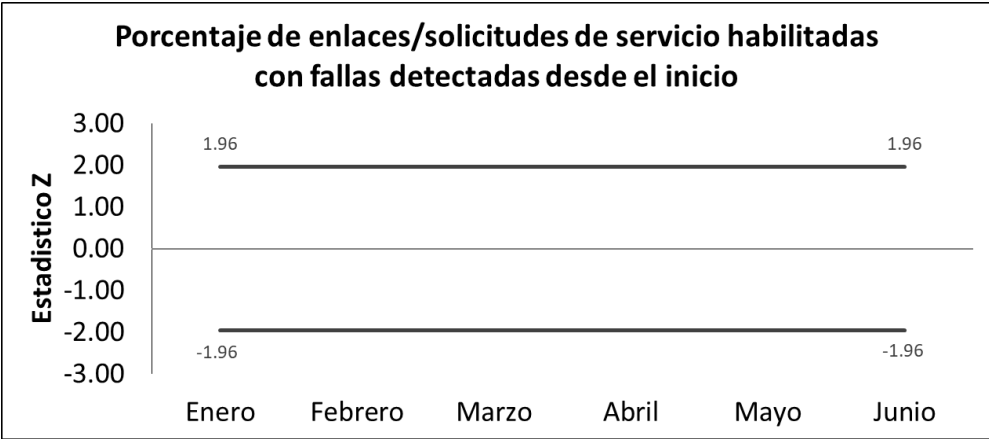 Porcentaje de enlaces/solicitudes de servicio habilitadas
con fallas detectadas desde el inicio
Estadistico Z
3.00
2.00
1.00
0.00
-1.00
-2.00
-3.00
1.96
1.96
-1.96
-1.96
Enero Febrero Marzo Abril Mayo Junio